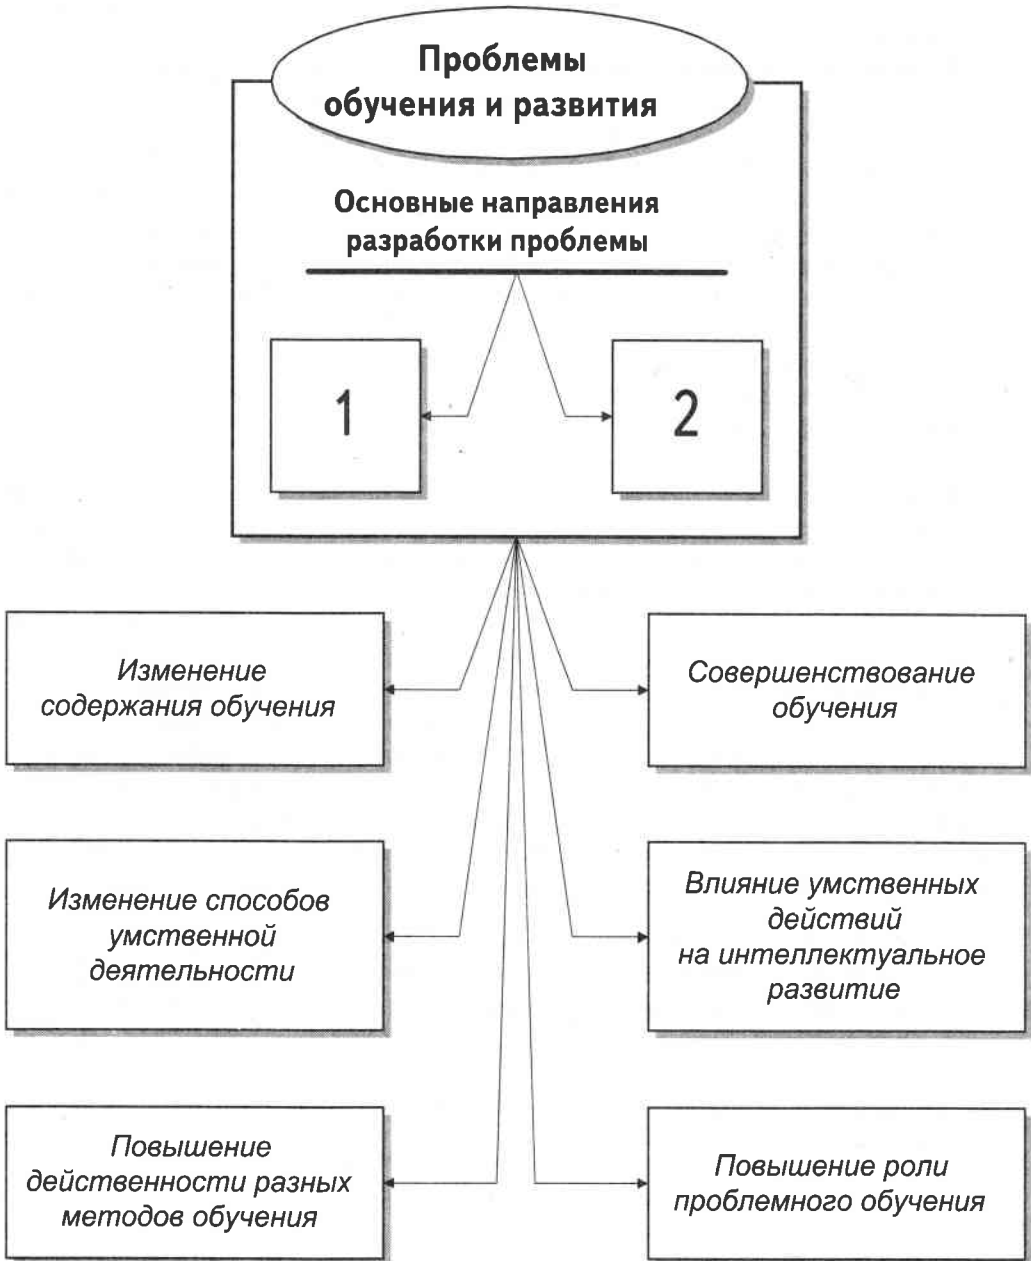 Проблемы
обучения и развития
Основные направления
разработки проблемы
1
2
Изменение
содержания обучения
Совершенствование
обучения
Изменение способов
умственной
деятельности
Влияние умственных
действий
на интеллектуальное
развитие
Повышение
действенности разных
методов обучения
Повышение роли
проблемного обучения